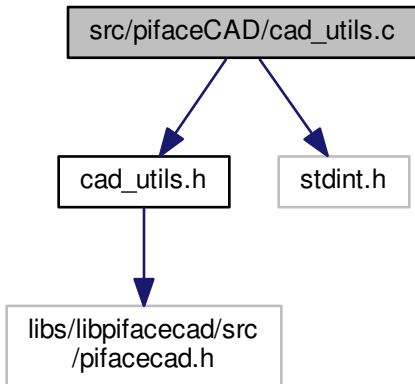 src/pifaceCAD/cad_utils.c
cad_utils.h
stdint.h
libs/libpifacecad/src
/pifacecad.h